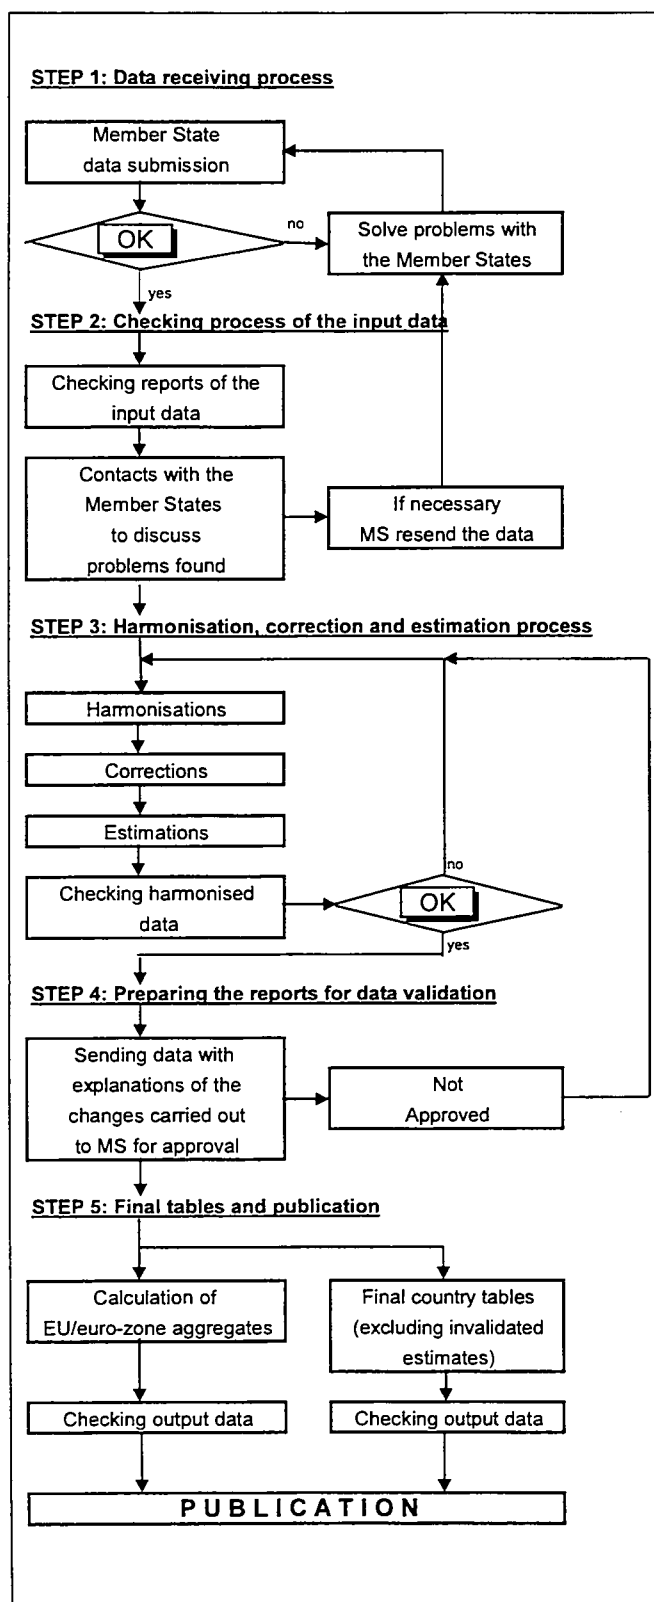 STEP 1: Data receiving process
Member State
data submission
OK
no
Solve problems with
the Member States
yes
STEP 2: Checking process of the input data
Checking reports of the
input data
Contacts with the
Member States
to discuss
problems found
If necessary
MS resend the data
STEP 3: Harmonisation, correction and estimation process
Harmonisations
Corrections
Estimations
Checking harmonised
data
no
OK
yes
STEP 4: Preparing the reports for data validation
Sending data with
explanations of the
changes carried out
to MS for approval
Not
Approved
STEP 5: Final tables and publication
Calculation of
EU/euro-zone aggregates
Final country tables
(excluding invalidated
estimates)
Checking output data
Checking output data
PUBLICATION